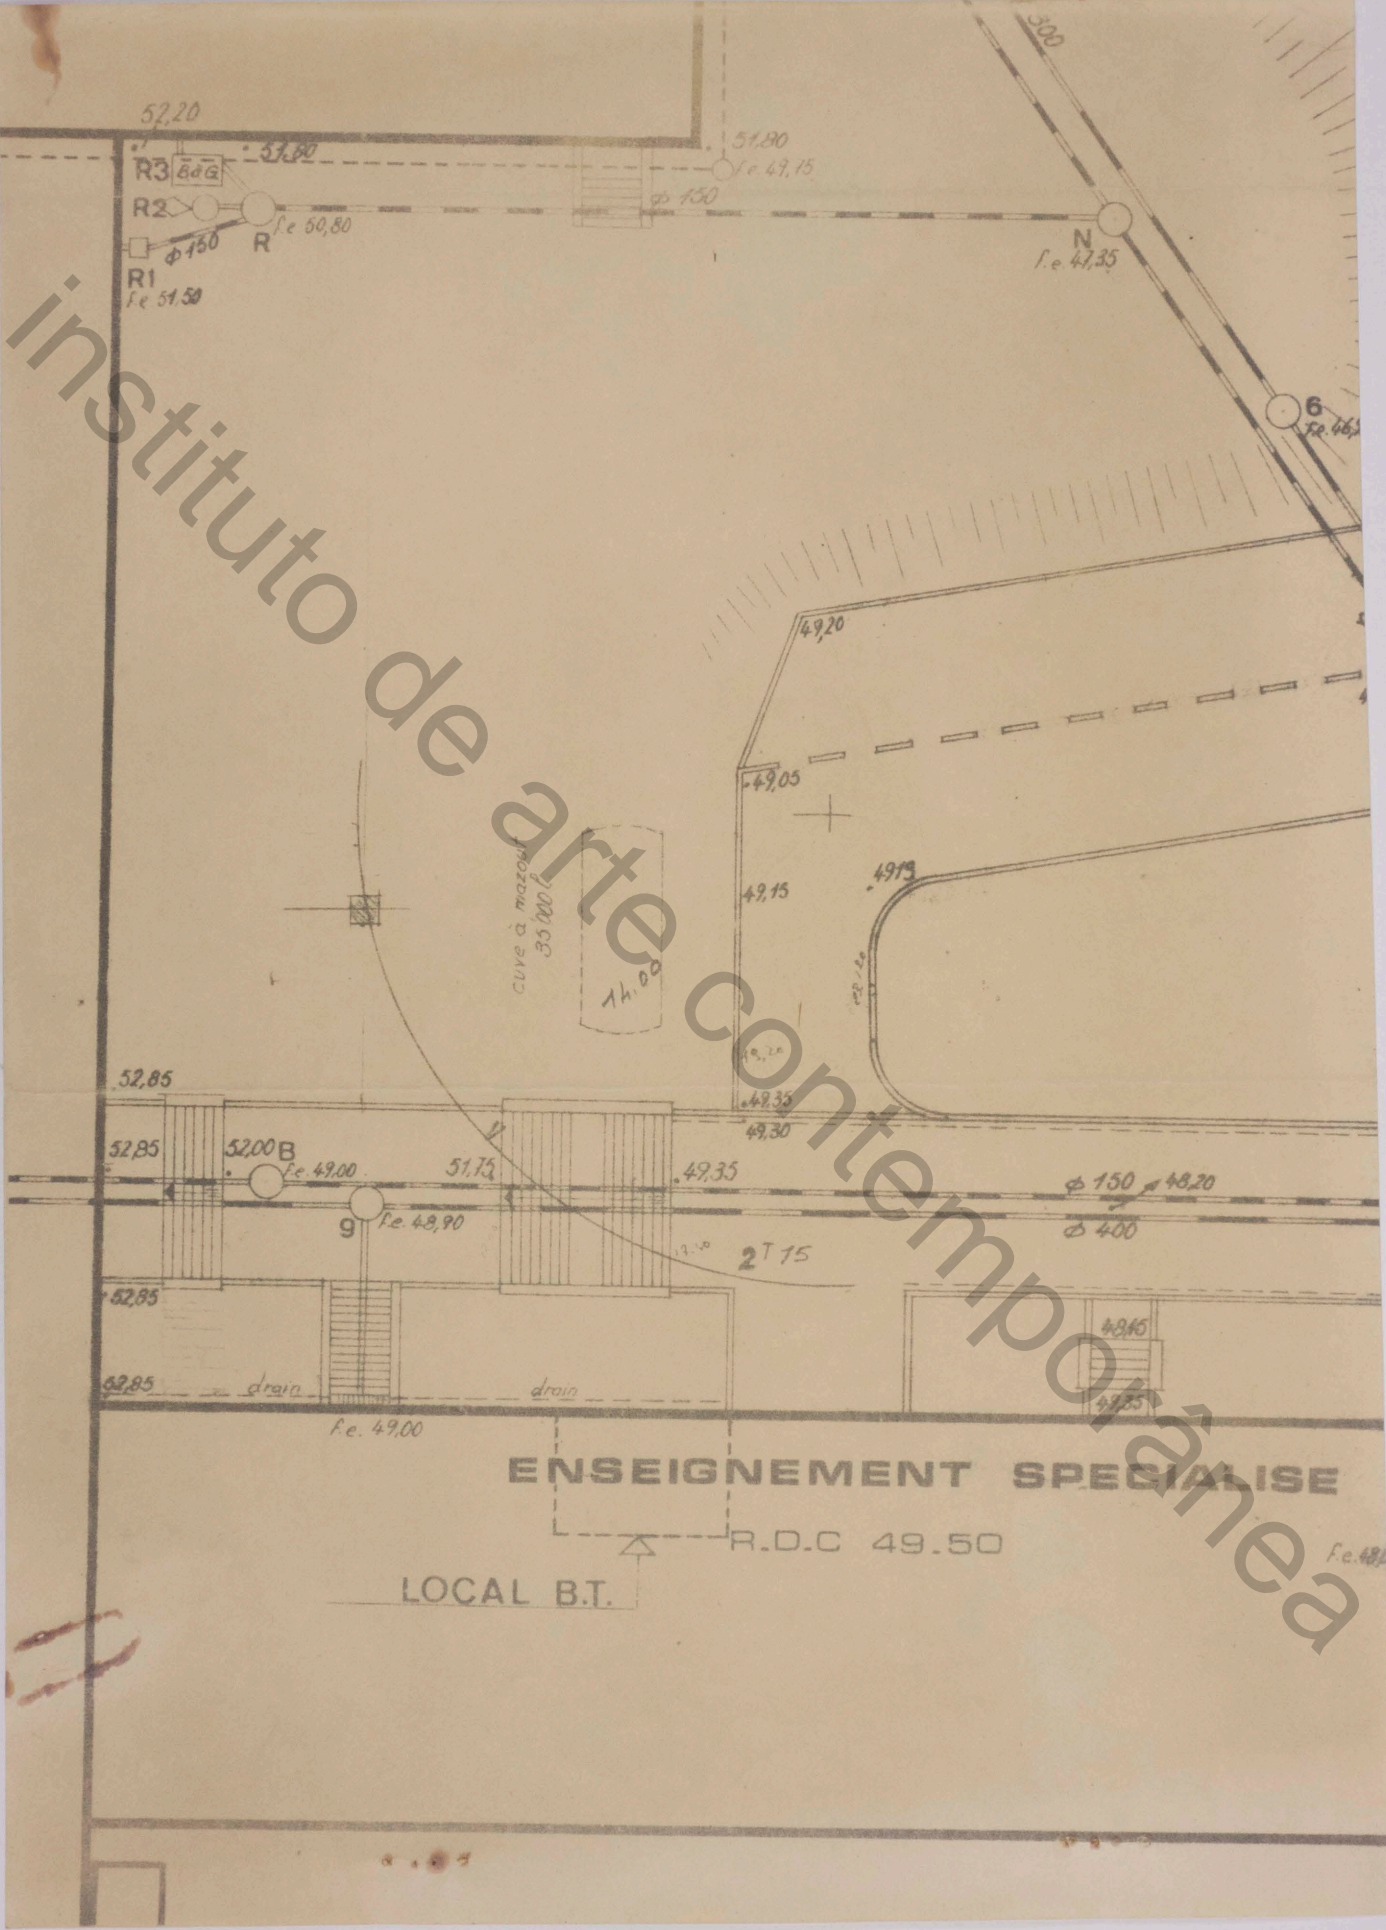 300
52,20
51,80
51,80
R3
B à G
f.e. 49,15
R2
R
f.e 50,80
ϕ 150
ϕ 150
N
f.e. 47,35
R1
f.e 51,50
6
49,20
49,05
cuve à mazout
35 000 l
49,15
4915
14.00
52,85
49,35
49,30
52,85
52,00 B
f.e. 49,00
51,75
49,35
ϕ 150
48,20
9
f.e. 48,90
ϕ 400
2 T 15
52,85
48,45
52,85
drain
drain
f.e. 49,00
ENSEIGNEMENT SPECIALISE
R.D.C 49.50
LOCAL B.T.
instituto de arte contemporânea